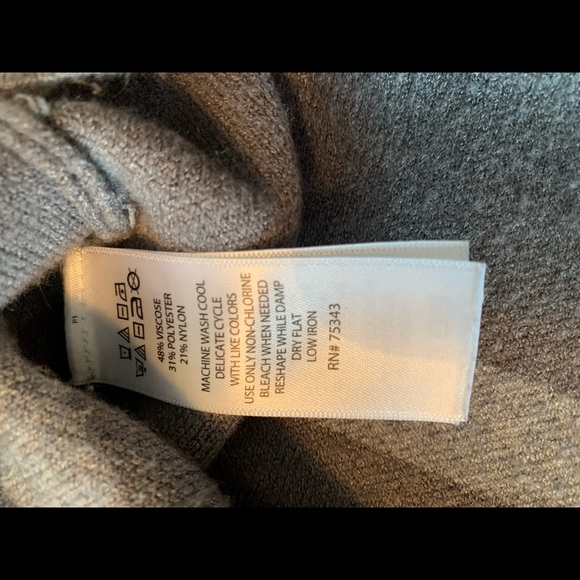 48% VISCOSE
31% POLYESTER
21% NYLON
MACHINE WASH COOL
DELICATE CYCLE
WITH LIKE COLORS
USE ONLY NON-CHLORINE
BLEACH WHEN NEEDED
RESHAPE WHILE DAMP
DRY FLAT
LOW IRON
RN# 75343